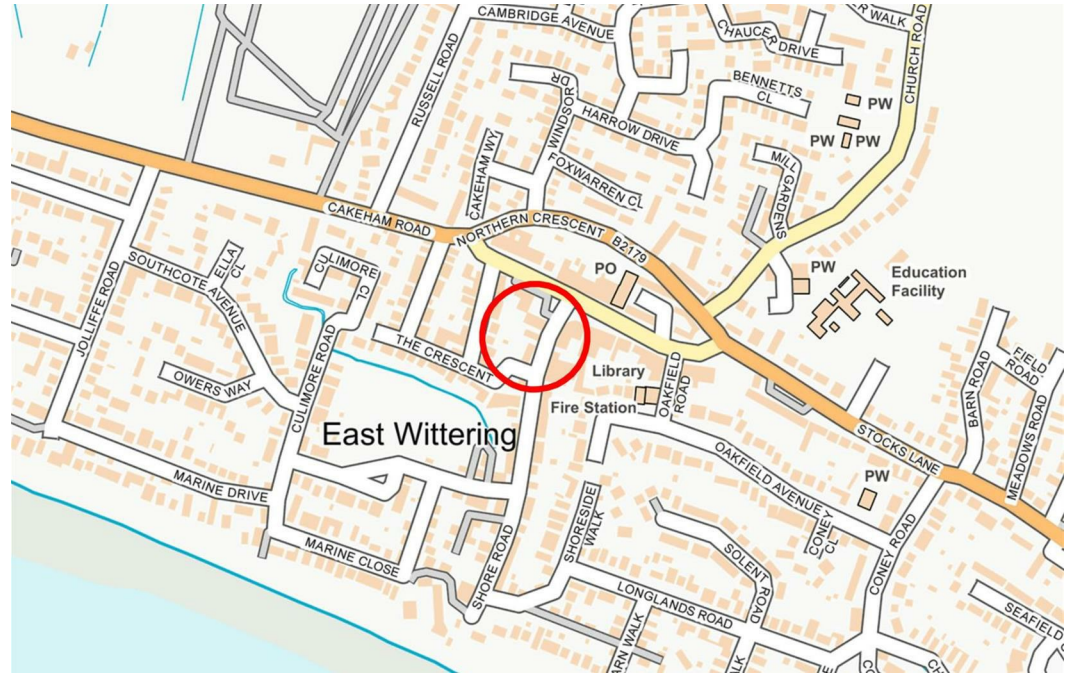 CAMBRIDGE AVENUE
CHAUCER DRIVE
R WALK
CHURCH ROAD
RUSSELL ROAD
WINDSOR
DR
BENNETTS
CL
PW
HARROW DRIVE
PW
PW
CAKEHAM WY
FOXWARREN CL
MILL GARDENS
CAKEHAM ROAD
NORTHERN CRESCENT
B2179
SOUTHCOTE AVENUE
ELLA
CL
CULIMORE
CL
JOLLIFFE ROAD
PO
PW
Education
Facility
THE CRESCENT
CULIMORE ROAD
OWERS WAY
Library
Fire Station
OAKFIELD
ROAD
BARN ROAD
FIELD
ROAD
MEADOWS ROAD
East Wittering
STOCKS LANE
MARINE DRIVE
OAKFIELD AVENUE
PW
CONEY
CL
CONEY ROAD
SHORESIDE
WALK
MARINE CLOSE
SHORE ROAD
SOLENT
ROAD
LONGLANDS ROAD
SEAFIELD
ARN WALK
LK
CH